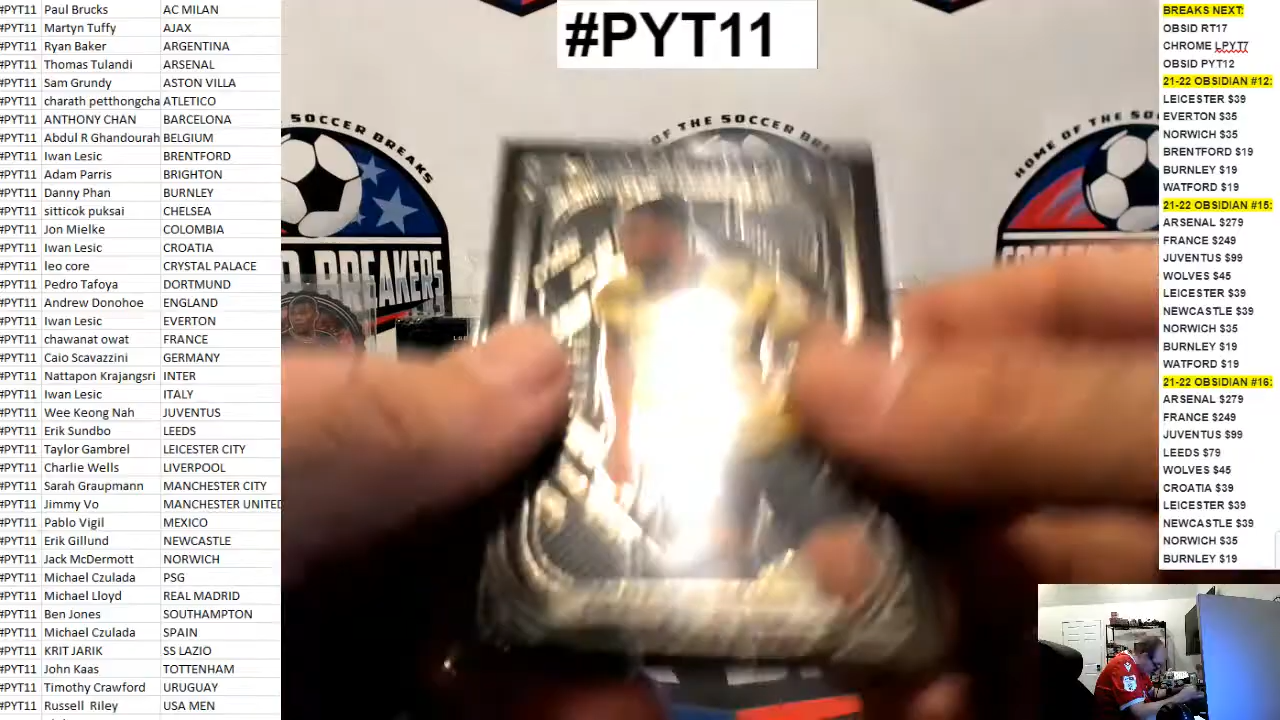 #PYT11 Paul Brucks AC MILAN
#PYT11 Martyn Tuffy AJAX
#PYT11 Ryan Baker ARGENTINA
#PYT11 Thomas Tulandi ARSENAL
#PYT11 Sam Grundy ASTON VILLA
#PYT11 charath petthongcha ATLETICO
#PYT11 ANTHONY CHAN BARCELONA
#PYT11 Abdul R Ghandourah BELGIUM
#PYT11 Iwan Lesic BRENTFORD
#PYT11 Adam Parris BRIGHTON
#PYT11 Danny Phan BURNLEY
#PYT11 sitticok puksai CHELSEA
#PYT11 Jon Mielke COLOMBIA
#PYT11 Iwan Lesic CROATIA
#PYT11 leo core CRYSTAL PALACE
#PYT11 Pedro Tafoya DORTMUND
#PYT11 Andrew Donohoe ENGLAND
#PYT11 Iwan Lesic EVERTON
#PYT11 chawanat owat FRANCE
#PYT11 Caio Scavazzini GERMANY
#PYT11 Nattapon Krajangsri INTER
#PYT11 Iwan Lesic ITALY
#PYT11 Wee Keong Nah JUVENTUS
#PYT11 Erik Sundbo LEEDS
#PYT11 Taylor Gambrel LEICESTER CITY
#PYT11 Charlie Wells LIVERPOOL
#PYT11 Sarah Graupmann MANCHESTER CITY
#PYT11 Jimmy Vo MANCHESTER UNITED
#PYT11 Pablo Vigil MEXICO
#PYT11 Erik Gillund NEWCASTLE
#PYT11 Jack McDermott NORWICH
#PYT11 Michael Czulada PSG
#PYT11 Michael Lloyd REAL MADRID
#PYT11 Ben Jones SOUTHAMPTON
#PYT11 Michael Czulada SPAIN
#PYT11 KRIT JARIK SS LAZIO
#PYT11 John Kaas TOTTENHAM
#PYT11 Timothy Crawford URUGUAY
#PYT11 Russell Riley USA MEN
#PYT11
SOCCER BREAKS
BREAKERS
OF THE SOCCER BREAKS
HOME OF THE SO
BREAKS NEXT:
OBSID RT17
CHROME LPYT7
OBSID PYT12
21-22 OBSIDIAN #12:
LEICESTER $39
EVERTON $35
NORWICH $35
BRENTFORD $19
BURNLEY $19
WATFORD $19
21-22 OBSIDIAN #15:
ARSENAL $279
FRANCE $249
JUVENTUS $99
WOLVES $45
LEICESTER $39
NEWCASTLE $39
NORWICH $35
BURNLEY $19
WATFORD $19
21-22 OBSIDIAN #16:
ARSENAL $279
FRANCE $249
JUVENTUS $99
LEEDS $79
WOLVES $45
CROATIA $39
LEICESTER $39
NEWCASTLE $39
NORWICH $35
BURNLEY $19